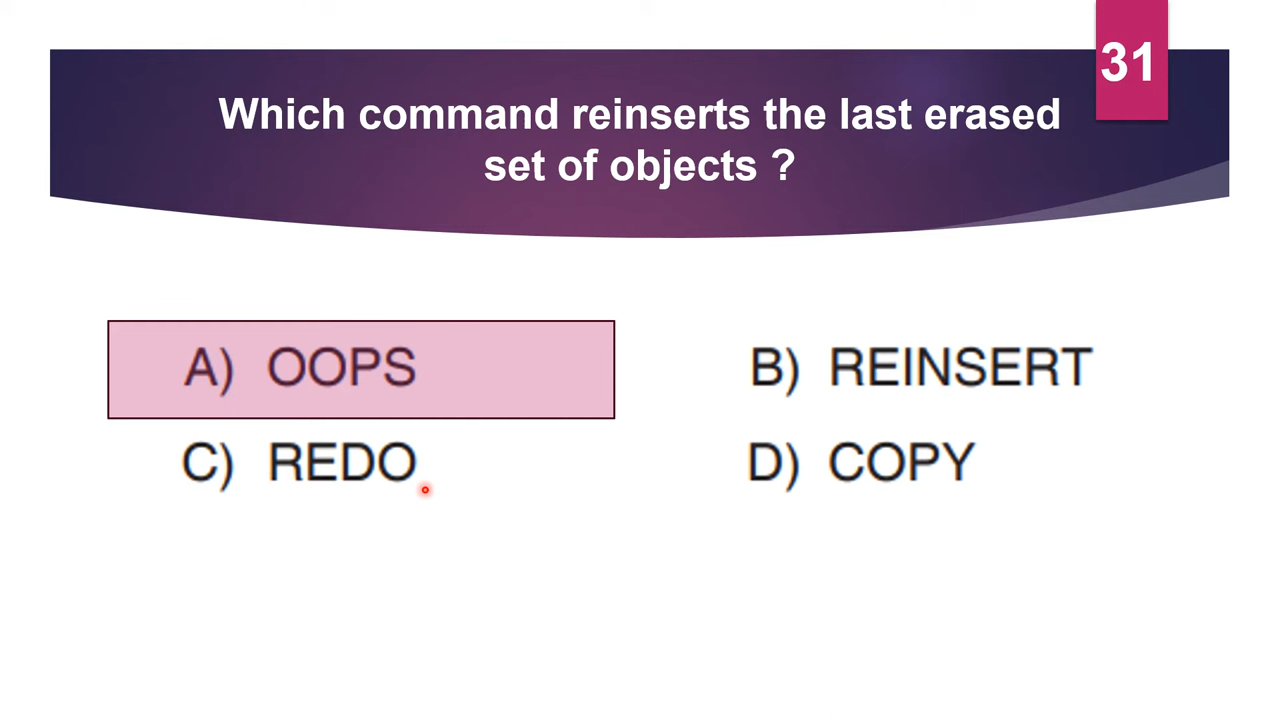 31
Which command reinserts the last erased
set of objects ?
A) OOPS
B) REINSERT
C) REDO
D) COPY